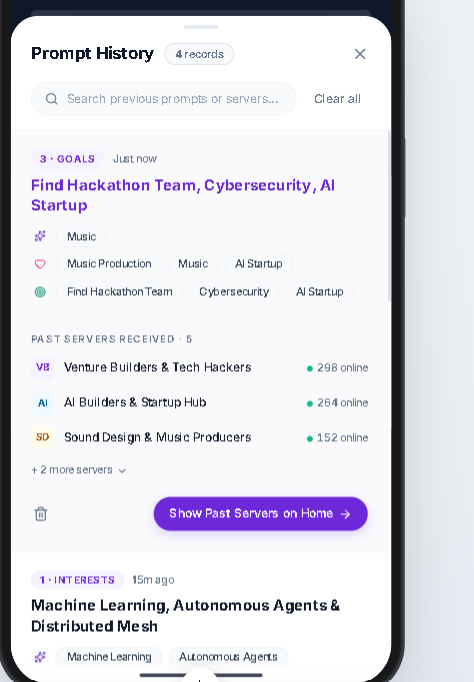 Prompt History
4 records
Search previous prompts or servers...
Clear all
3 · GOALS
Just now
Find Hackathon Team, Cybersecurity, AI
Startup
Music
Music Production
Music
AI Startup
Find Hackathon Team
Cybersecurity
AI Startup
PAST SERVERS RECEIVED · 5
VB
Venture Builders & Tech Hackers
298 online
AI
AI Builders & Startup Hub
264 online
SD
Sound Design & Music Producers
152 online
+ 2 more servers
Show Past Servers on Home →
1 · INTERESTS
15m ago
Machine Learning, Autonomous Agents &
Distributed Mesh
Machine Learning
Autonomous Agents